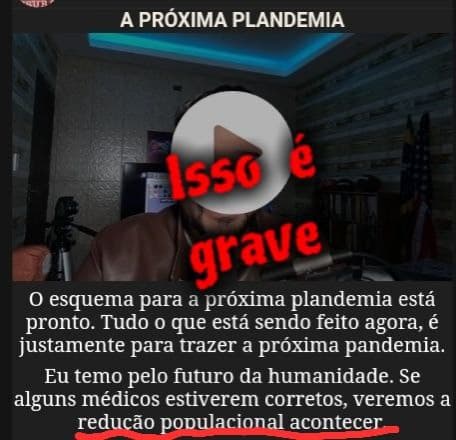 A PRÓXIMA PLANDEMIA
Isso é
grave
O esquema para a próxima plandemia está
pronto. Tudo o que está sendo feito agora, é
justamente para trazer a próxima pandemia.
Eu temo pelo futuro da humanidade. Se
alguns médicos estiverem corretos, veremos a
redução populacional acontecer.